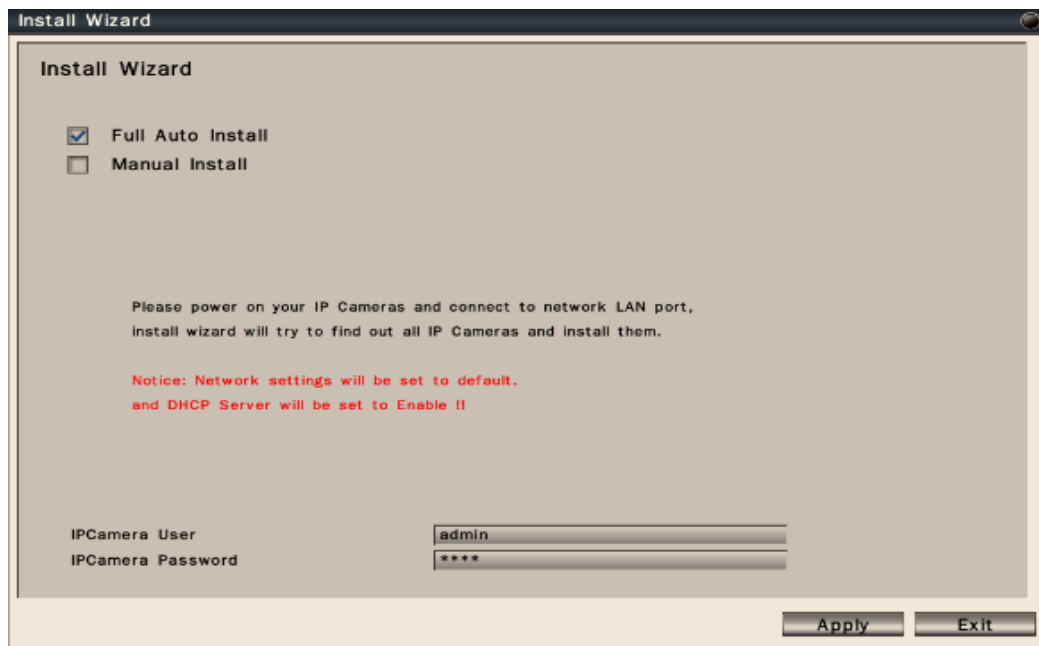 Install Wizard
Install Wizard
Full Auto Install
Manual Install
Please power on your IP Cameras and connect to network LAN port,
install wizard will try to find out all IP Cameras and install them.
Notice: Network settings will be set to default.
and DHCP Server will be set to Enable !!
IPCamera User admin
IPCamera Password ****
Apply Exit